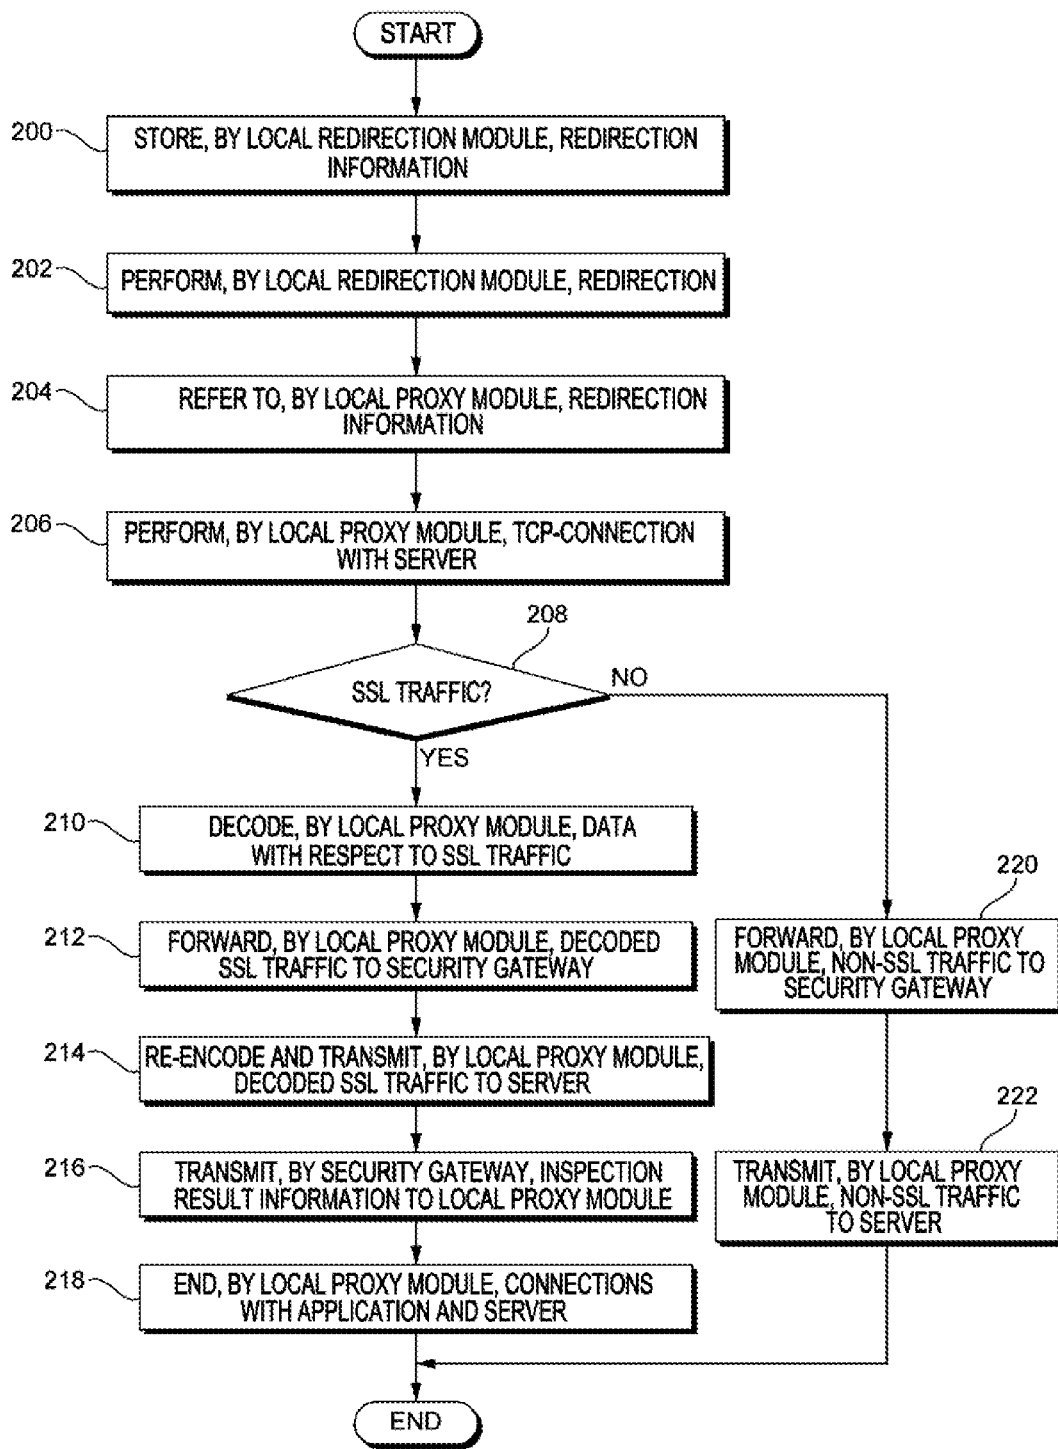 START
200
STORE, BY LOCAL REDIRECTION MODULE, REDIRECTION
INFORMATION
202
PERFORM, BY LOCAL REDIRECTION MODULE, REDIRECTION
204
REFER TO, BY LOCAL PROXY MODULE, REDIRECTION
INFORMATION
206
PERFORM, BY LOCAL PROXY MODULE, TCP-CONNECTION
WITH SERVER
208
SSL TRAFFIC?
NO
YES
210
DECODE, BY LOCAL PROXY MODULE, DATA
WITH RESPECT TO SSL TRAFFIC
212
FORWARD, BY LOCAL PROXY MODULE, DECODED
SSL TRAFFIC TO SECURITY GATEWAY
214
RE-ENCODE AND TRANSMIT, BY LOCAL PROXY MODULE,
DECODED SSL TRAFFIC TO SERVER
216
TRANSMIT, BY SECURITY GATEWAY, INSPECTION
RESULT INFORMATION TO LOCAL PROXY MODULE
218
END, BY LOCAL PROXY MODULE, CONNECTIONS
WITH APPLICATION AND SERVER
220
FORWARD, BY LOCAL PROXY
MODULE, NON-SSL TRAFFIC TO
SECURITY GATEWAY
222
TRANSMIT, BY LOCAL PROXY
MODULE, NON-SSL TRAFFIC
TO SERVER
END